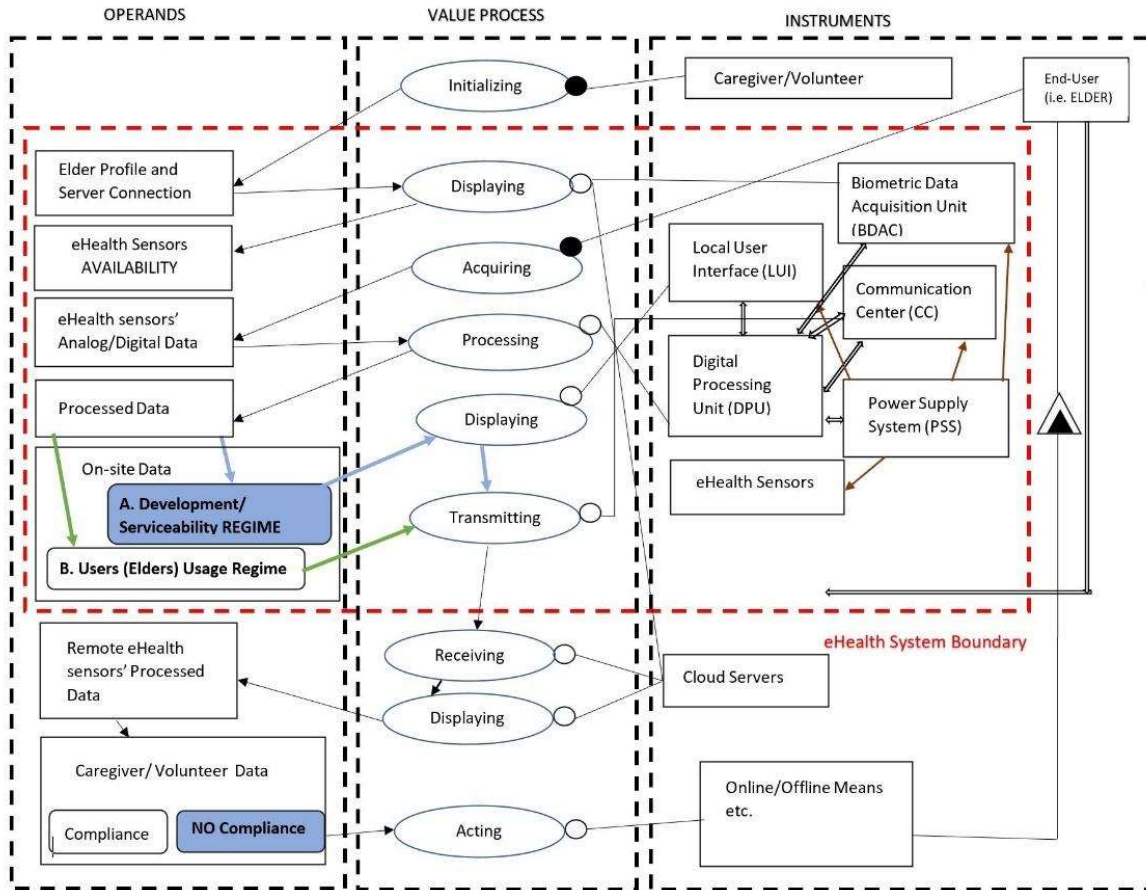 OPERANDS
VALUE PROCESS
INSTRUMENTS
Initializing
Caregiver/Volunteer
End-User
(i.e. ELDER)
Elder Profile and
Server Connection
Displaying
Biometric Data
Acquisition Unit
(BDAC)
eHealth Sensors
AVAILABILITY
Acquiring
Local User
Interface (LUI)
eHealth sensors’
Analog/Digital Data
Processing
Communication
Center (CC)
Digital
Processing
Unit (DPU)
Processed Data
Displaying
Power Supply
System (PSS)
On-site Data
A. Development/
Serviceability REGIME
eHealth Sensors
Transmitting
B. Users (Elders) Usage Regime
eHealth System Boundary
Remote eHealth
sensors’ Processed
Data
Receiving
Cloud Servers
Displaying
Caregiver/ Volunteer Data
Online/Offline Means
etc.
Compliance
NO Compliance
Acting